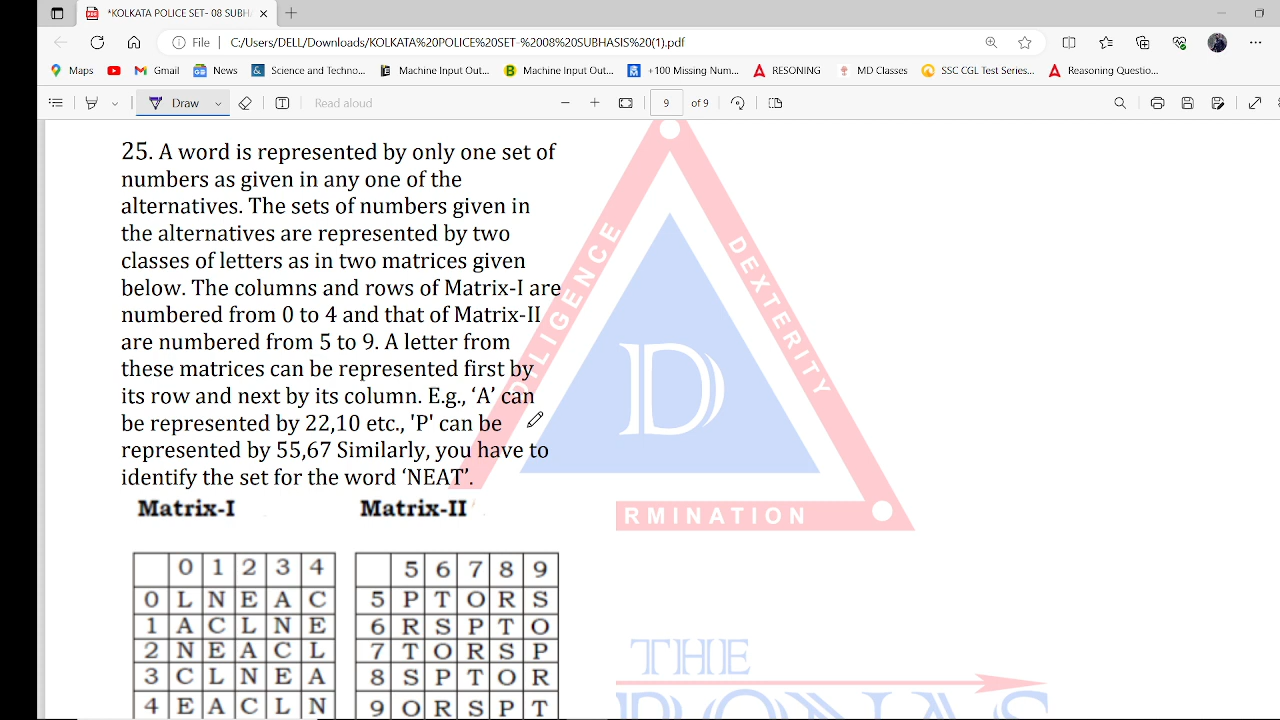 *KOLKATA POLICE SET- 08 SUBHA
File C:/Users/DELL/Downloads/KOLKATA%20POLICE%20SET-%2008%20SUBHASIS%20(1).pdf
Maps Gmail News Science and Techno... Machine Input Out... Machine Input Out... +100 Missing Num... RESONING MD Classes SSC CGL Test Series... Reasoning Questio...
Draw Read aloud 9 of 9
25. A word is represented by only one set of
numbers as given in any one of the
alternatives. The sets of numbers given in
the alternatives are represented by two
classes of letters as in two matrices given
below. The columns and rows of Matrix-I are
numbered from 0 to 4 and that of Matrix-II
are numbered from 5 to 9. A letter from
these matrices can be represented first by
its row and next by its column. E.g., ‘A’ can
be represented by 22,10 etc., 'P' can be
represented by 55,67 Similarly, you have to
identify the set for the word ‘NEAT’.
Matrix-I Matrix-II
0 1 2 3 4 5 6 7 8 9
0 L N E A C 5 P T O R S
1 A C L N E 6 R S P T O
2 N E A C L 7 T O R S P
3 C L N E A 8 S P T O R
4 E A C L N 9 O R S P T
DILIGENCE
DEXTERITY
D
RMINATION
THE